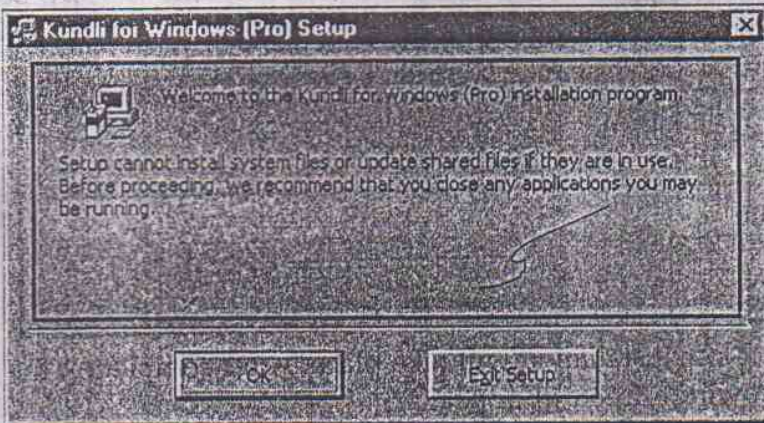 Kundli for Windows (Pro) Setup
Welcome to the Kundli for Windows (Pro) installation program.
Setup cannot install system files or update shared files if they are in use.
Before proceeding, we recommend that you close any applications you may
be running.
OK
Exit Setup